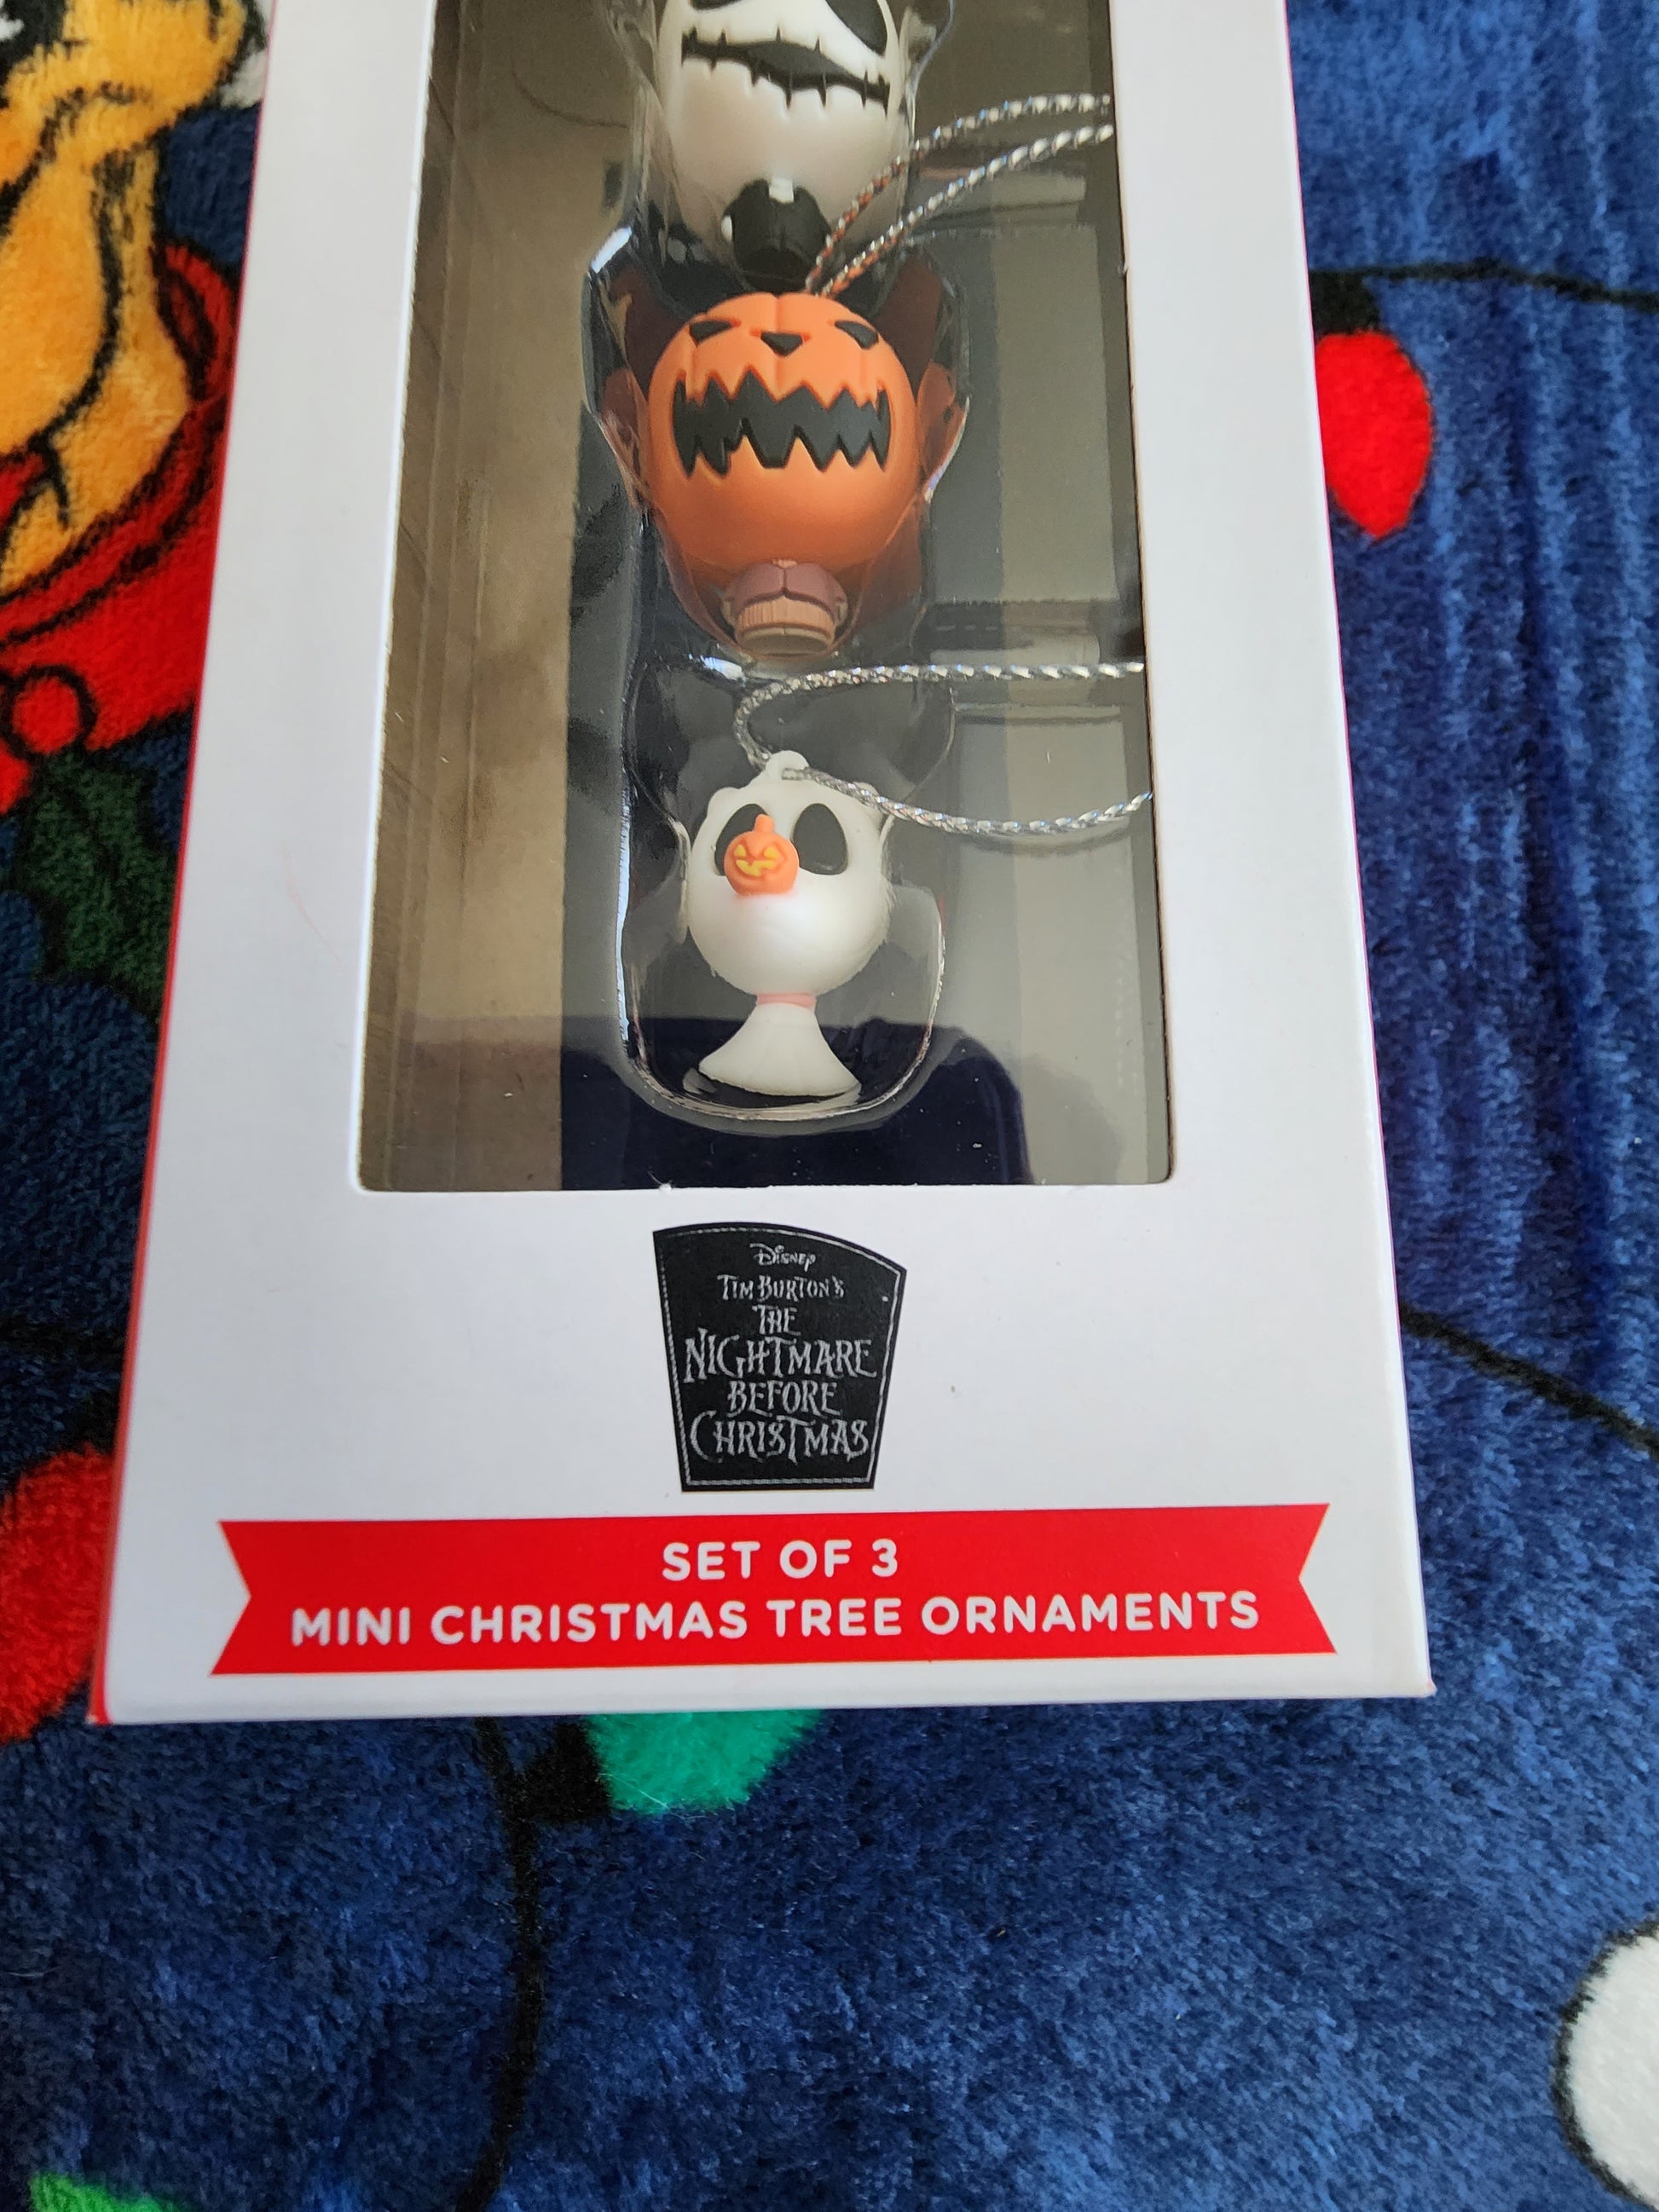 Disney
TIM BURTON'S
THE
NIGHTMARE
BEFORE
CHRISTMAS
SET OF 3
MINI CHRISTMAS TREE ORNAMENTS